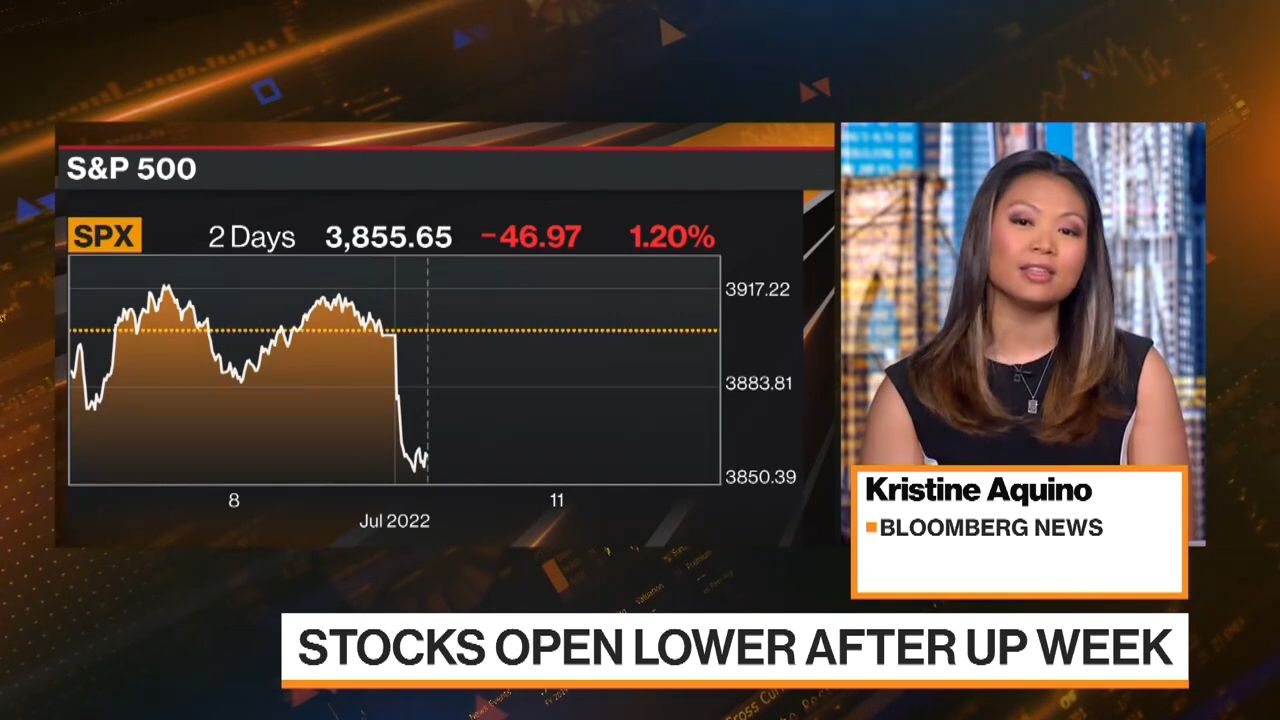 S&P 500
SPX 2 Days 3,855.65 −46.97 1.20%
3917.22
3883.81
3850.39
8 11
Jul 2022
Kristine Aquino
BLOOMBERG NEWS
STOCKS OPEN LOWER AFTER UP WEEK